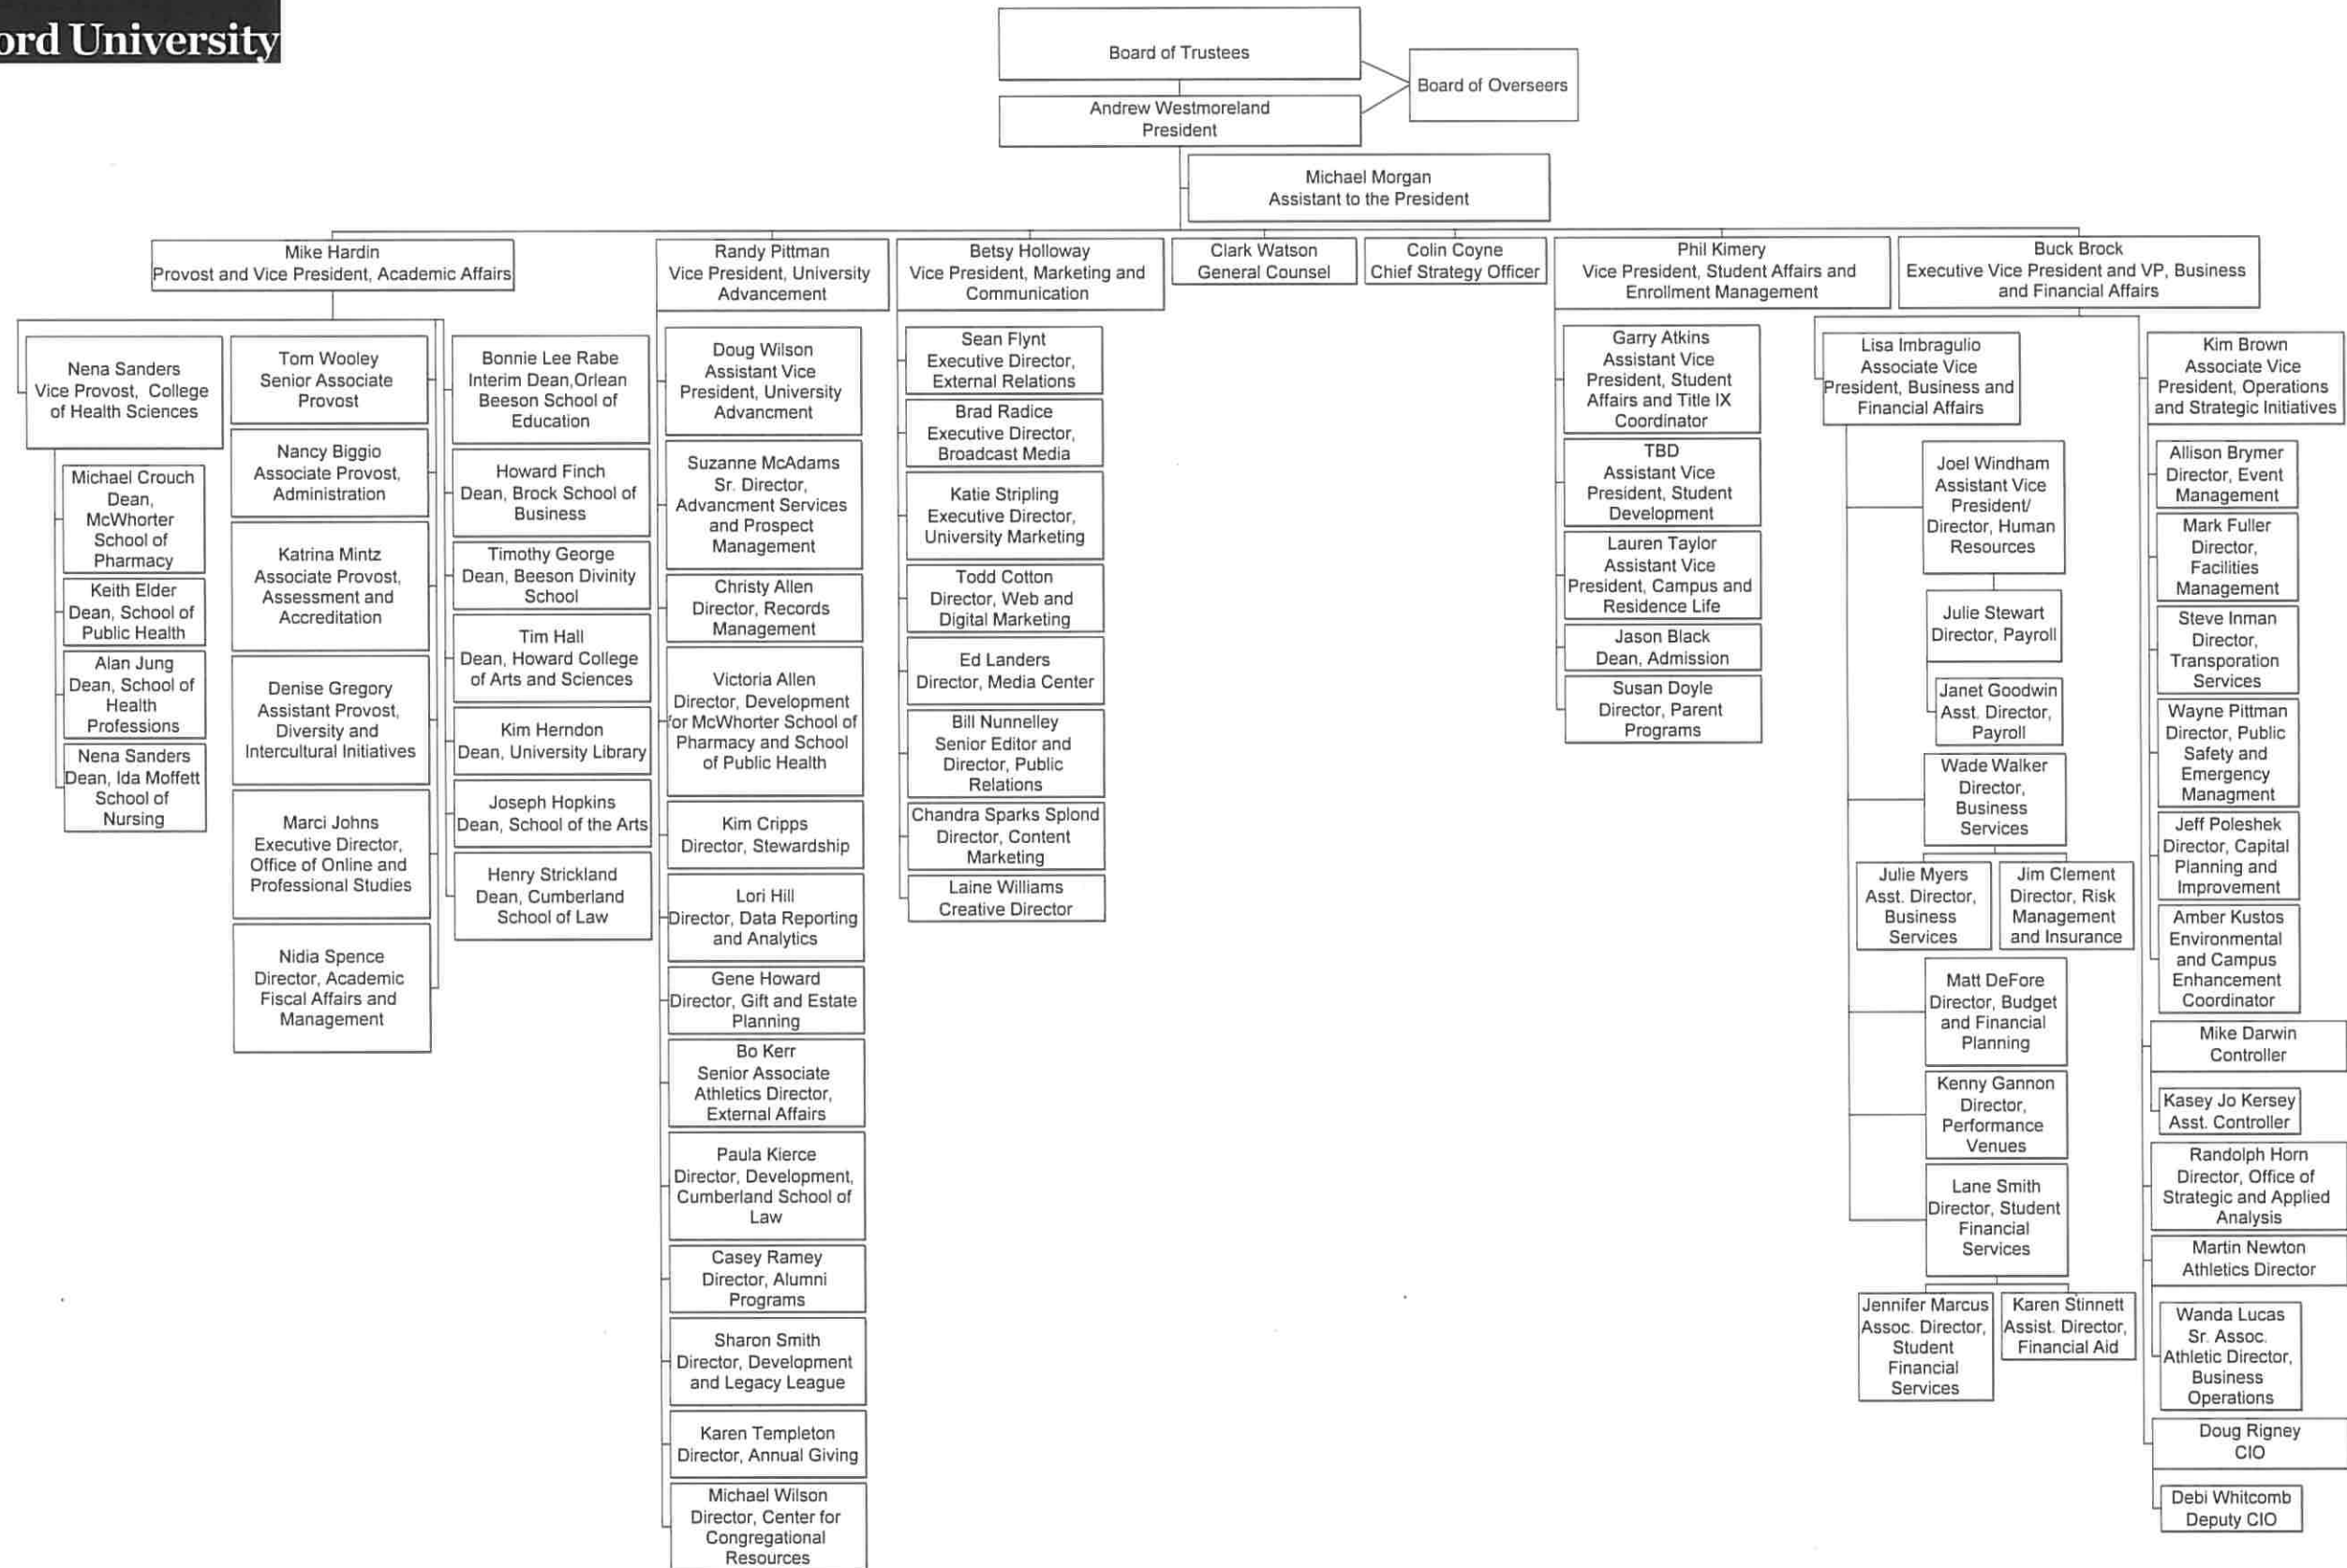 ord University
Board of Trustees
Board of Overseers
Andrew Westmoreland
President
Michael Morgan
Assistant to the President
Mike Hardin
Provost and Vice President, Academic Affairs
Randy Pittman
Vice President, University
Advancement
Betsy Holloway
Vice President, Marketing and
Communication
Clark Watson
General Counsel
Colin Coyne
Chief Strategy Officer
Phil Kimery
Vice President, Student Affairs and
Enrollment Management
Buck Brock
Executive Vice President and VP, Business
and Financial Affairs
Nena Sanders
Vice Provost, College
of Health Sciences
Michael Crouch
Dean,
McWhorter
School of
Pharmacy
Keith Elder
Dean, School of
Public Health
Alan Jung
Dean, School of
Health
Professions
Nena Sanders
Dean, Ida Moffett
School of
Nursing
Tom Wooley
Senior Associate
Provost
Nancy Biggio
Associate Provost,
Administration
Katrina Mintz
Associate Provost,
Assessment and
Accreditation
Denise Gregory
Assistant Provost,
Diversity and
Intercultural Initiatives
Marci Johns
Executive Director,
Office of Online and
Professional Studies
Nidia Spence
Director, Academic
Fiscal Affairs and
Management
Bonnie Lee Rabe
Interim Dean,Orlean
Beeson School of
Education
Howard Finch
Dean, Brock School of
Business
Timothy George
Dean, Beeson Divinity
School
Tim Hall
Dean, Howard College
of Arts and Sciences
Kim Herndon
Dean, University Library
Joseph Hopkins
Dean, School of the Arts
Henry Strickland
Dean, Cumberland
School of Law
Doug Wilson
Assistant Vice
President, University
Advancment
Suzanne McAdams
Sr. Director,
Advancment Services
and Prospect
Management
Christy Allen
Director, Records
Management
Victoria Allen
Director, Development
for McWhorter School of
Pharmacy and School
of Public Health
Kim Cripps
Director, Stewardship
Lori Hill
Director, Data Reporting
and Analytics
Gene Howard
Director, Gift and Estate
Planning
Bo Kerr
Senior Associate
Athletics Director,
External Affairs
Paula Kierce
Director, Development,
Cumberland School of
Law
Casey Ramey
Director, Alumni
Programs
Sharon Smith
Director, Development
and Legacy League
Karen Templeton
Director, Annual Giving
Michael Wilson
Director, Center for
Congregational
Resources
Sean Flynt
Executive Director,
External Relations
Brad Radice
Executive Director,
Broadcast Media
Katie Stripling
Executive Director,
University Marketing
Todd Cotton
Director, Web and
Digital Marketing
Ed Landers
Director, Media Center
Bill Nunnelley
Senior Editor and
Director, Public
Relations
Chandra Sparks Splond
Director, Content
Marketing
Laine Williams
Creative Director
Garry Atkins
Assistant Vice
President, Student
Affairs and Title IX
Coordinator
TBD
Assistant Vice
President, Student
Development
Lauren Taylor
Assistant Vice
President, Campus and
Residence Life
Jason Black
Dean, Admission
Susan Doyle
Director, Parent
Programs
Lisa Imbragulio
Associate Vice
President, Business and
Financial Affairs
Joel Windham
Assistant Vice
President/
Director, Human
Resources
Julie Stewart
Director, Payroll
Janet Goodwin
Asst. Director,
Payroll
Wade Walker
Director,
Business
Services
Julie Myers
Asst. Director,
Business
Services
Jim Clement
Director, Risk
Management
and Insurance
Matt DeFore
Director, Budget
and Financial
Planning
Kenny Gannon
Director,
Performance
Venues
Lane Smith
Director, Student
Financial
Services
Jennifer Marcus
Assoc. Director,
Student
Financial
Services
Karen Stinnett
Assist. Director,
Financial Aid
Kim Brown
Associate Vice
President, Operations
and Strategic Initiatives
Allison Brymer
Director, Event
Management
Mark Fuller
Director,
Facilities
Management
Steve Inman
Director,
Transporation
Services
Wayne Pittman
Director, Public
Safety and
Emergency
Managment
Jeff Poleshek
Director, Capital
Planning and
Improvement
Amber Kustos
Environmental
and Campus
Enhancement
Coordinator
Mike Darwin
Controller
Kasey Jo Kersey
Asst. Controller
Randolph Horn
Director, Office of
Strategic and Applied
Analysis
Martin Newton
Athletics Director
Wanda Lucas
Sr. Assoc.
Athletic Director,
Business
Operations
Doug Rigney
CIO
Debi Whitcomb
Deputy CIO